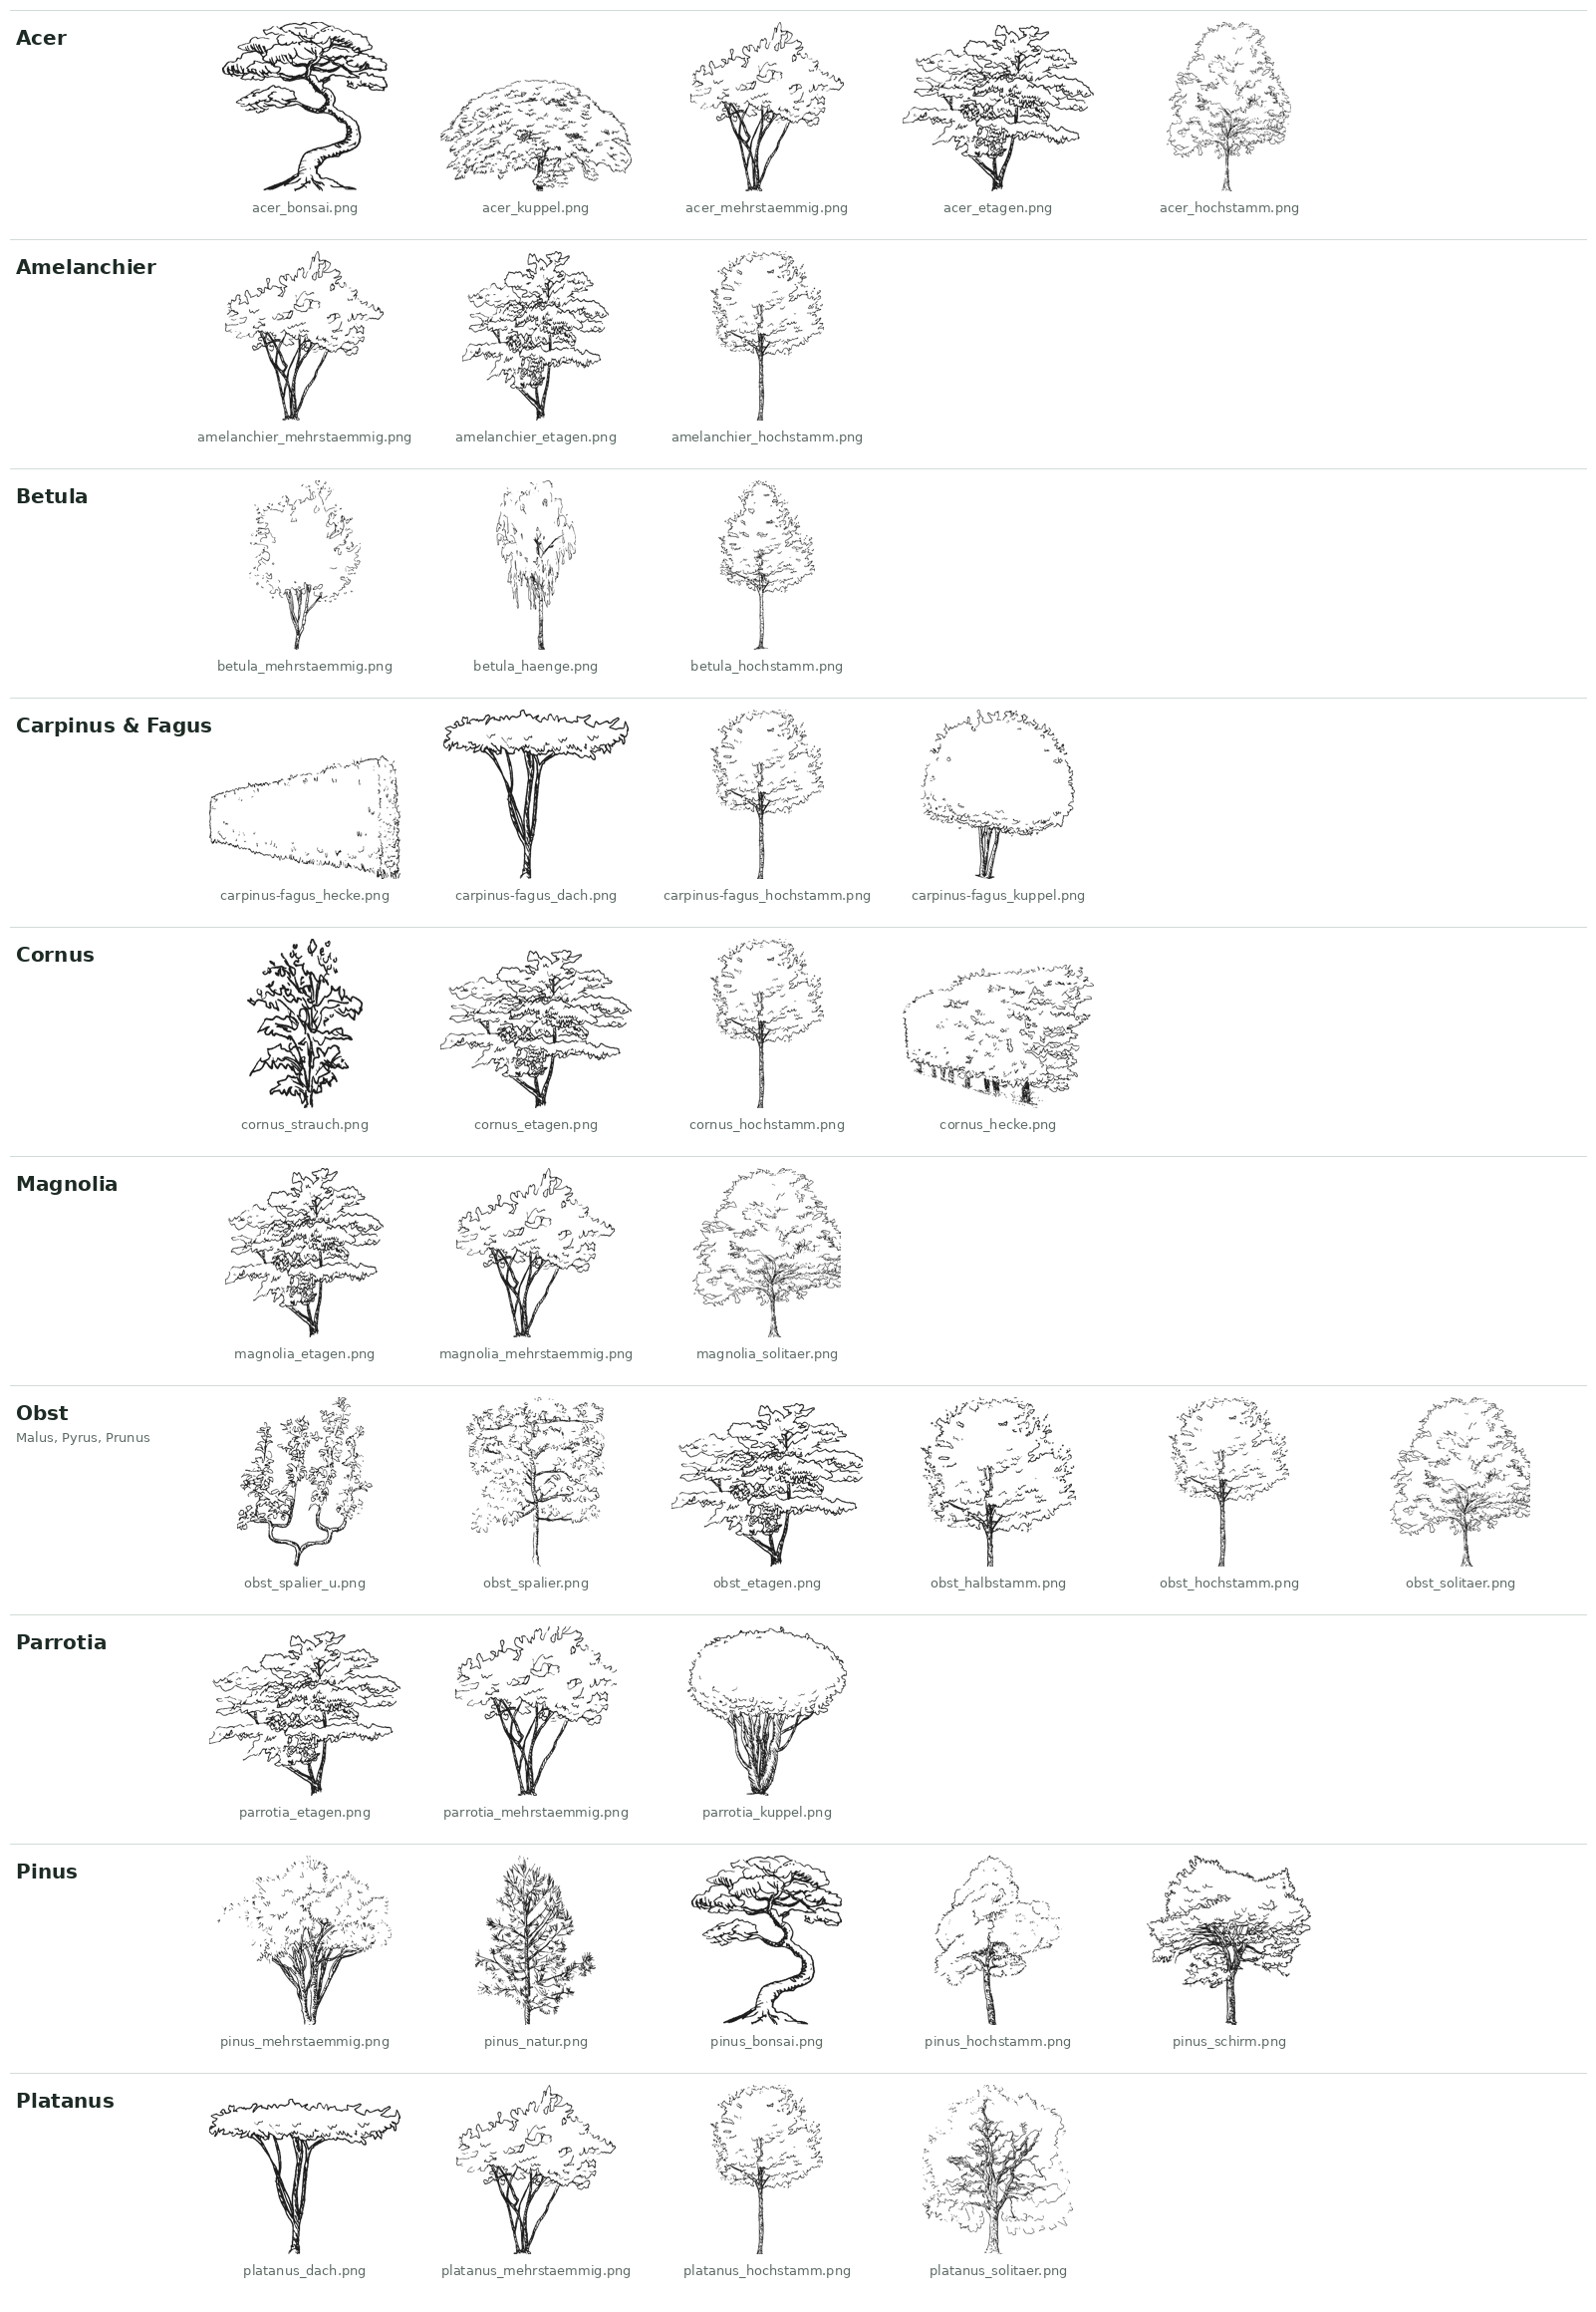 Acer
acer_bonsai.png
acer_kuppel.png
acer_mehrstaemmig.png
acer_etagen.png
acer_hochstamm.png
Amelanchier
amelanchier_mehrstaemmig.png
amelanchier_etagen.png
amelanchier_hochstamm.png
Betula
betula_mehrstaemmig.png
betula_haenge.png
betula_hochstamm.png
Carpinus & Fagus
carpinus-fagus_hecke.png
carpinus-fagus_dach.png
carpinus-fagus_hochstamm.png
carpinus-fagus_kuppel.png
Cornus
cornus_strauch.png
cornus_etagen.png
cornus_hochstamm.png
cornus_hecke.png
Magnolia
magnolia_etagen.png
magnolia_mehrstaemmig.png
magnolia_solitaer.png
Obst
Malus, Pyrus, Prunus
obst_spalier_u.png
obst_spalier.png
obst_etagen.png
obst_halbstamm.png
obst_hochstamm.png
obst_solitaer.png
Parrotia
parrotia_etagen.png
parrotia_mehrstaemmig.png
parrotia_kuppel.png
Pinus
pinus_mehrstaemmig.png
pinus_natur.png
pinus_bonsai.png
pinus_hochstamm.png
pinus_schirm.png
Platanus
platanus_dach.png
platanus_mehrstaemmig.png
platanus_hochstamm.png
platanus_solitaer.png